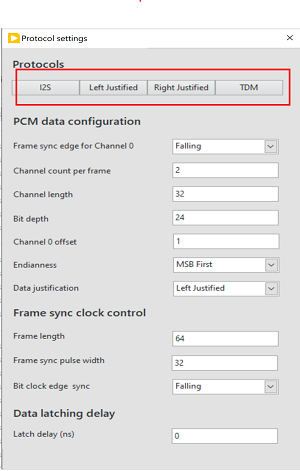 Protocol settings
Protocols
I2S Left Justified Right Justified TDM
PCM data configuration
Frame sync edge for Channel 0 Falling
Channel count per frame 2
Channel length 32
Bit depth 24
Channel 0 offset 1
Endianness MSB First
Data justification Left Justified
Frame sync clock control
Frame length 64
Frame sync pulse width 32
Bit clock edge sync Falling
Data latching delay
Latch delay (ns) 0